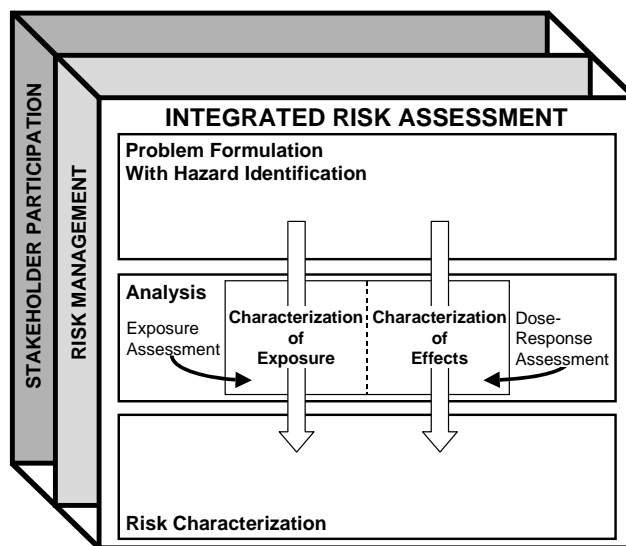 STAKEHOLDER PARTICIPATION
RISK MANAGEMENT
INTEGRATED RISK ASSESSMENT
Problem Formulation
With Hazard Identification
Analysis
Exposure
Assessment
Characterization
of
Exposure
Characterization
of
Effects
Dose-
Response
Assessment
Risk Characterization